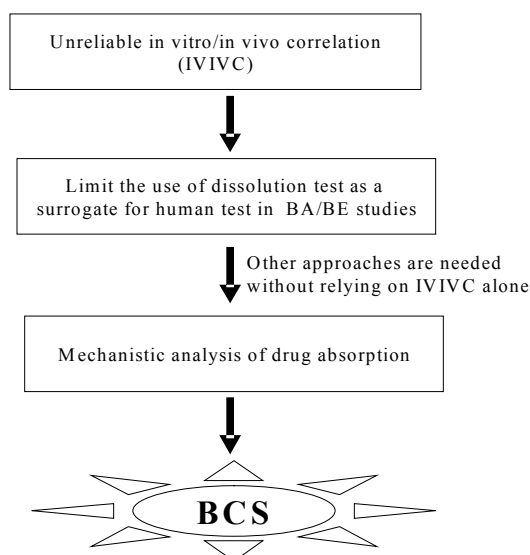 Unreliable in vitro/in vivo correlation
(IVIVC)
Limit the use of dissolution test as a
surrogate for human test in BA/BE studies
Other approaches are needed
without relying on IVIVC alone
Mechanistic analysis of drug absorption
BCS